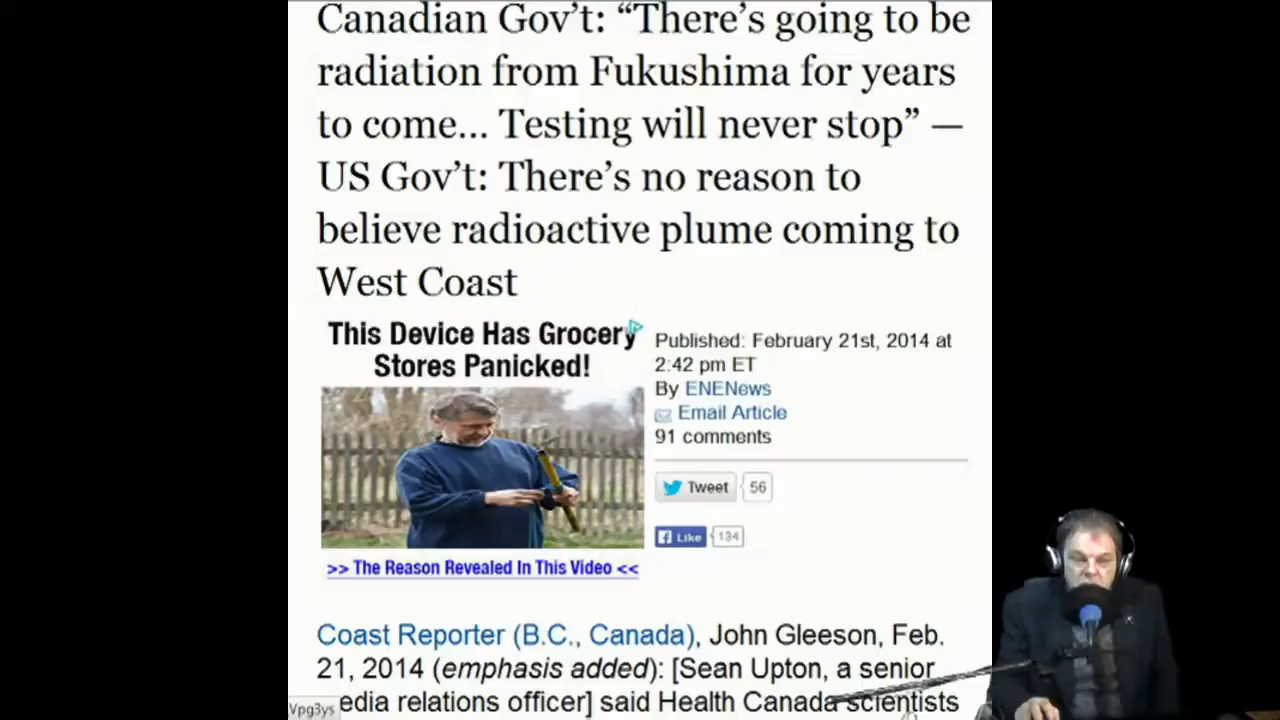 Canadian Gov’t: “There’s going to be
radiation from Fukushima for years
to come... Testing will never stop” —
US Gov’t: There’s no reason to
believe radioactive plume coming to
West Coast
This Device Has Grocery
Stores Panicked!
>> The Reason Revealed In This Video <<
Published: February 21st, 2014 at
2:42 pm ET
By ENENews
Email Article
91 comments
Tweet 56
Like 134
Coast Reporter (B.C., Canada), John Gleeson, Feb.
21, 2014 (emphasis added): [Sean Upton, a senior
edia relations officer] said Health Canada scientists
Vpg3ys